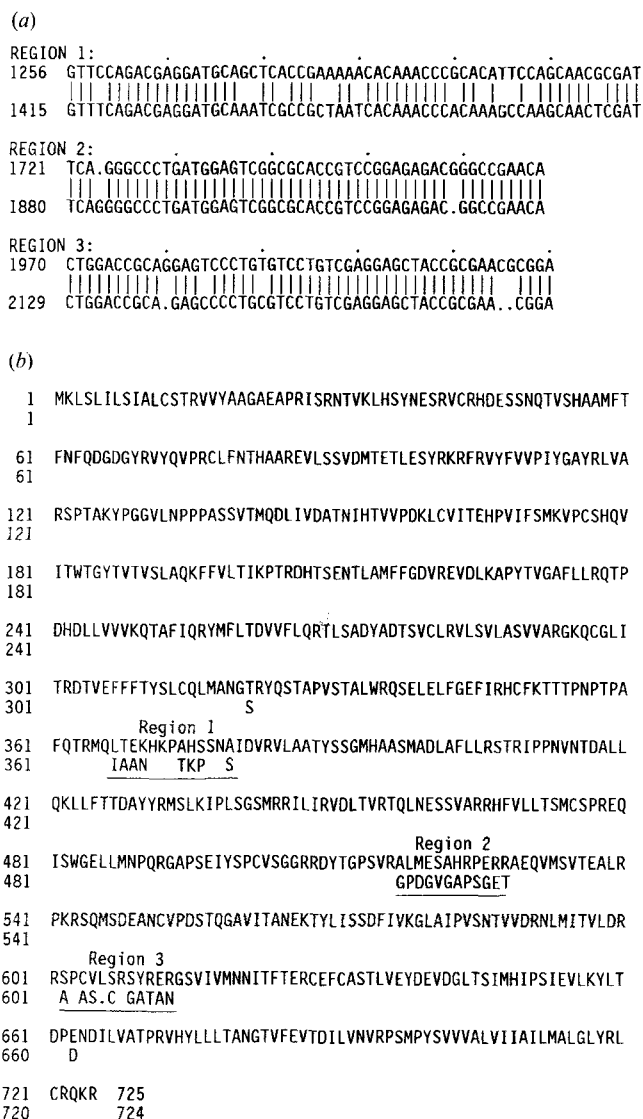 (a)
REGION 1:
1256 GTTCCAGACGAGGATGCAGCTCACCGAAAAACACAAACCCGCACATTCCAGCAACGCGAT
1415 GTTTCAGACGAGGATGCAAATCGCCGCTAATCACAAACCCACAAAGCCAAGCAACTCGAT
REGION 2:
1721 TCA.GGGCCCTGATGGAGTCGGCGCACCGTCCGGAGAGACGGGCCGAACA
1880 TCAGGGGCCCTGATGGAGTCGGCGCACCGTCCGGAGAGAC.GGCCGAACA
REGION 3:
1970 CTGGACCGCAGGAGTCCCTGTGTCCTGTCGAGGAGCTACCGCGAACGCGGA
2129 CTGGACCGCA.GAGCCCCTGCGTCCTGTCGAGGAGCTACCGCGAA..CGGA
(b)
1 MKLSLILSIALCSTRVVYAAGAEAPRISRNTVKLHSYNESRVCRHDESSNQTVSHAAMFT
1
61 FNFQDGDGYRVYQVPRCLFNTHAAREVLSSVDMTETLESYRKRFRVYFVVPIYGAYRLVA
61
121 RSPTAKYPGGVLNPPPASSVTMQDLIVDATNIHTVVPDKLCVITEHPVIFSMKVPCSHQV
121
181 ITWTGYTVTVSLAQKFFVLTIKPTRDHTSENTLAMFFGDVREVDLKAPYTVGAFLLRQTP
181
241 DHDLLVVVKQTAFIQRYMFLTDVVFLQRTLSADYADTSVCLRVLSVLASVVARGKQCGLI
241
301 TRDTVEFFFTYSLCQLMANGTRYQSTAPVSTALWRQSELELFGEFIRHCFKTTTPNPTPA
301 S
Region 1
361 FQTRMQLTEKHKPAHSSNAIDVRVLAATYSSGMHAASMADLAFLLRSTRIPPNVNTDALL
361 IAAN TKP S
421 QKLLFTTDAYYRMSLKIPLSGSMRRILIRVDLTVRTQLNESSVARRHFVLLTSMCSPREQ
421
Region 2
481 ISWGELLMNPQRGAPSEIYSPCVSGGRRDYTGPSVRALMESAHRPERRAEQVMSVTEALR
481 GPDGVGAPSGET
541 PKRSQMSDEANCVPDSTQGAVITANEKTYLISSDFIVKGLAIPVSNTVVDRNLMITVLDR
541
Region 3
601 RSPCVLSRSYRERGSVIVMNNITFTERCEFCASTLVEYDEVDGLTSIMHIPSIEVLKYLT
601 A AS.C GATAN
661 DPENDILVATPRVHYLLLTANGTVFEVTDILVNVRPSMPYSVVVALVIIAILMALGLYRL
660 D
721 CRQKR 725
720 724